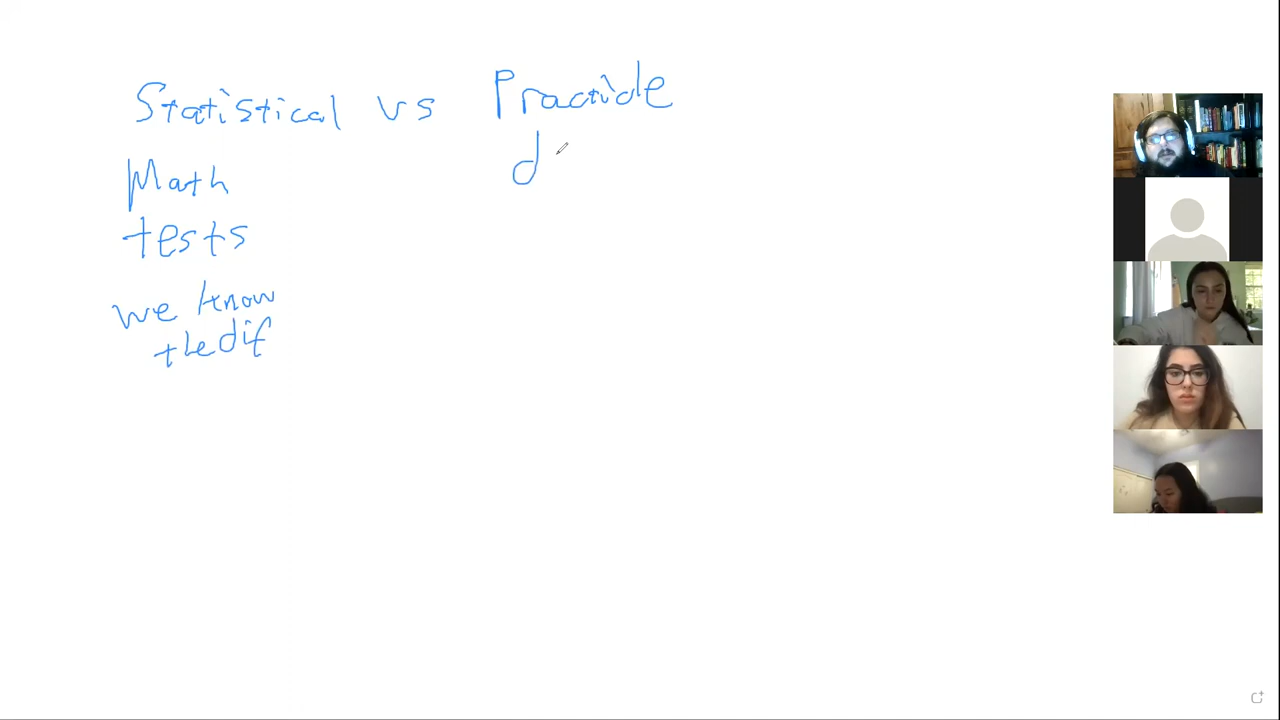 Statistical vs Practicle
Math
tests
we know
the dif
d